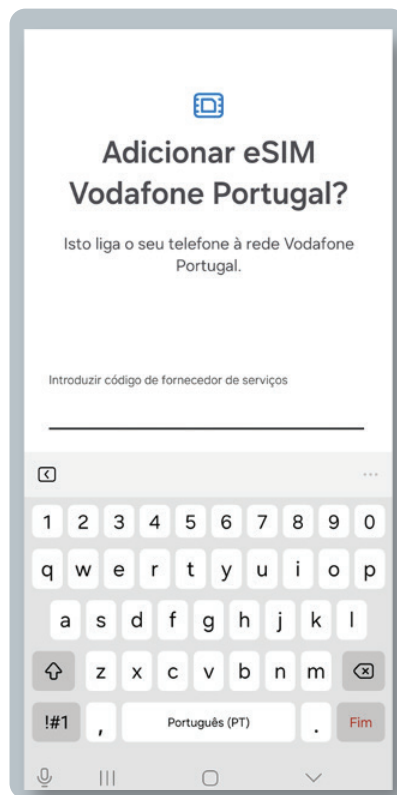 Adicionar eSIM
Vodafone Portugal?
Isto liga o seu telefone à rede Vodafone
Portugal.
Introduzir código de fornecedor de serviços
1 2 3 4 5 6 7 8 9 0
q w e r t y u i o p
a s d f g h j k l
z x c v b n m
!#1 , Português (PT) . Fim